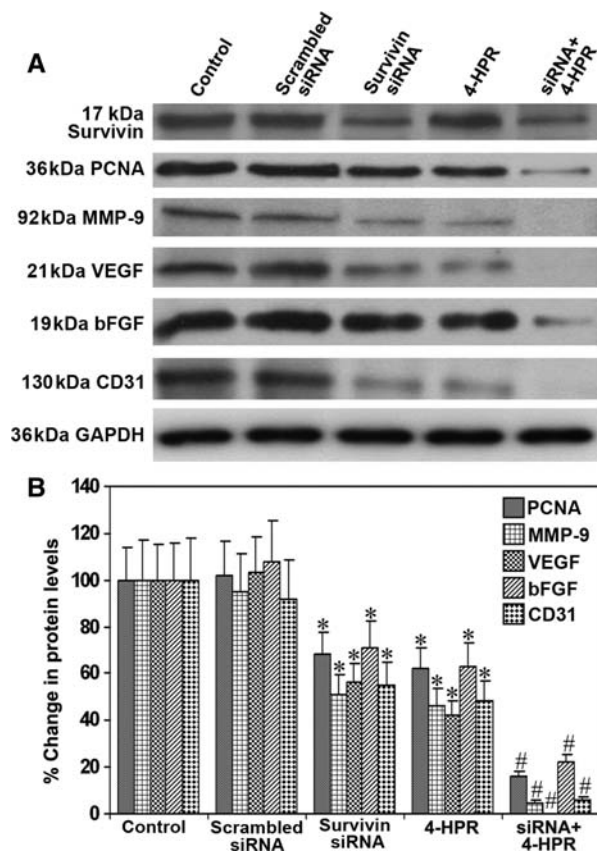 A
Control
Scrambled
siRNA
Survivin
siRNA
4-HPR
siRNA+
4-HPR
17 kDa
Survivin
36kDa PCNA
92kDa MMP-9
21kDa VEGF
19kDa bFGF
130kDa CD31
36kDa GAPDH
B
% Change in protein levels
140
120
100
80
60
40
20
0
PCNA
MMP-9
VEGF
bFGF
CD31
* * * * *
* * * * *
# # # # #
Control
Scrambled
siRNA
Survivin
siRNA
4-HPR
siRNA+
4-HPR